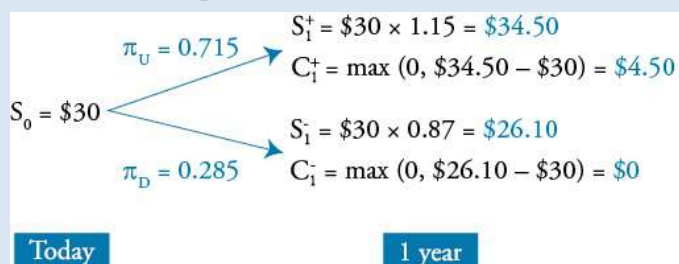 S₁⁺ = $30 × 1.15 = $34.50
π_U = 0.715
C₁⁺ = max (0, $34.50 – $30) = $4.50
S₀ = $30
S₁⁻ = $30 × 0.87 = $26.10
π_D = 0.285
C₁⁻ = max (0, $26.10 – $30) = $0
Today
1 year